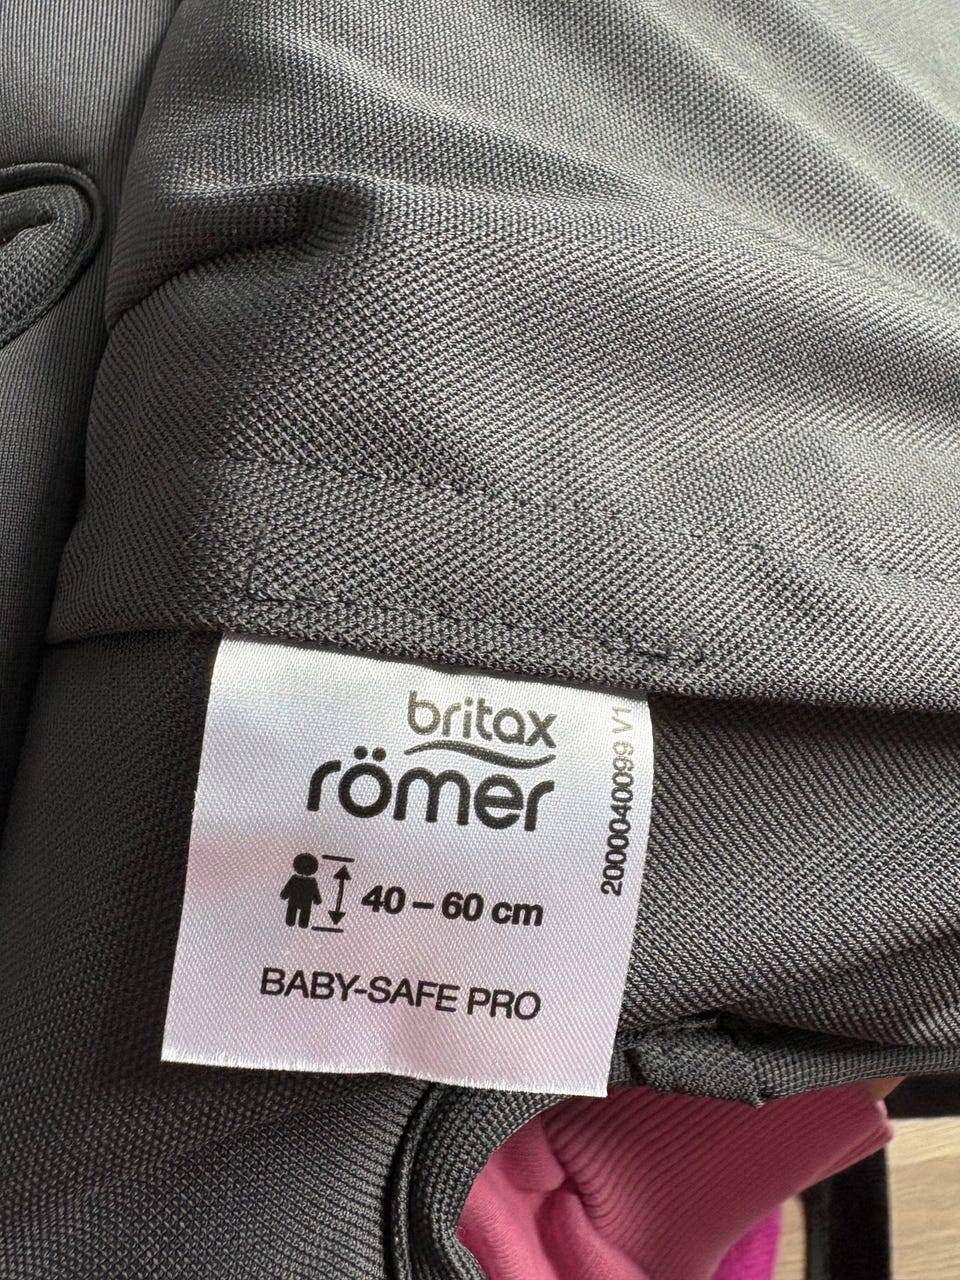 britax
römer
40 – 60 cm
BABY-SAFE PRO
2000040099 V1